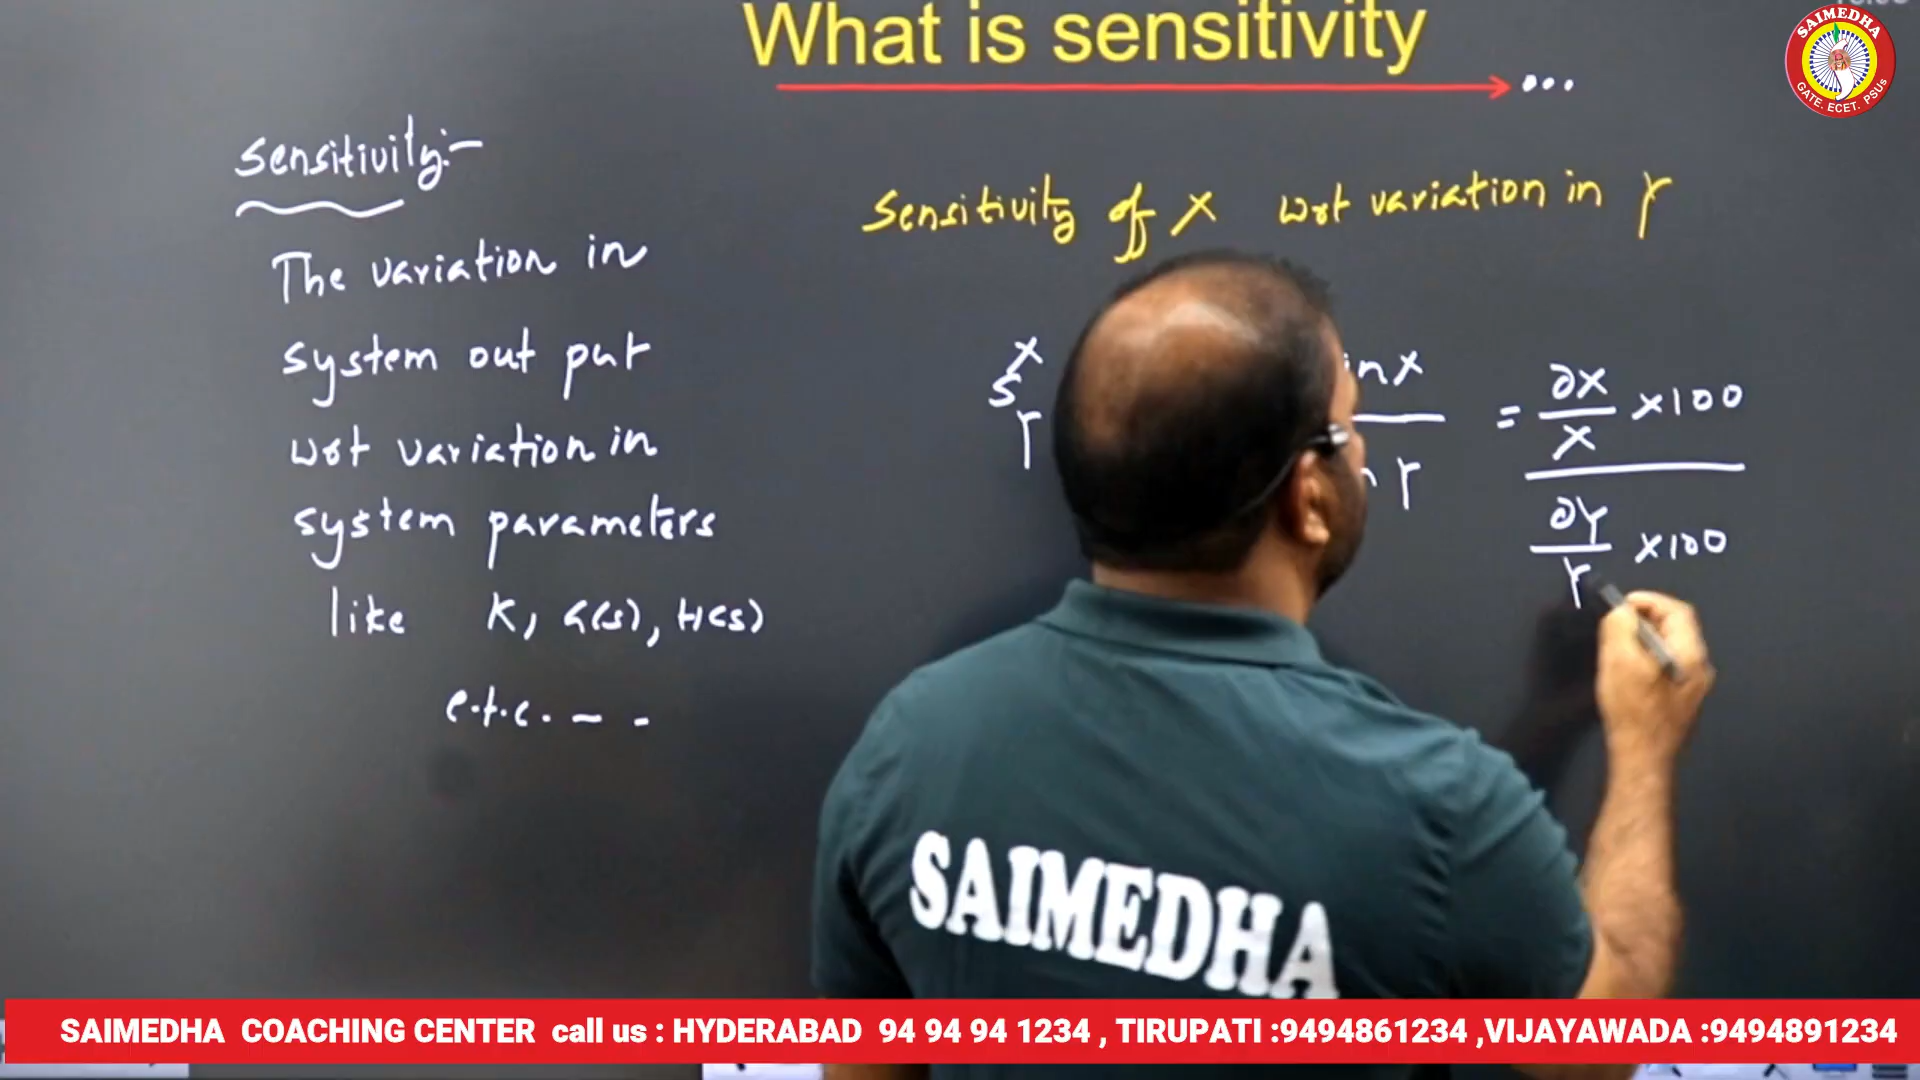 What is sensitivity
...
SAIMEDHA
GATE. ECET. PSUs
Sensitivity:-
The variation in
system out put
wrt variation in
system parameters
like K, G(s), H(s)
e.t.c. - -
Sensitivity of X wrt variation in Y
S X Y
X
Y
= ∂X/X ×100
∂Y/Y ×100
SAIMEDHA
SAIMEDHA COACHING CENTER call us : HYDERABAD 94 94 94 1234 , TIRUPATI :9494861234 ,VIJAYAWADA :9494891234